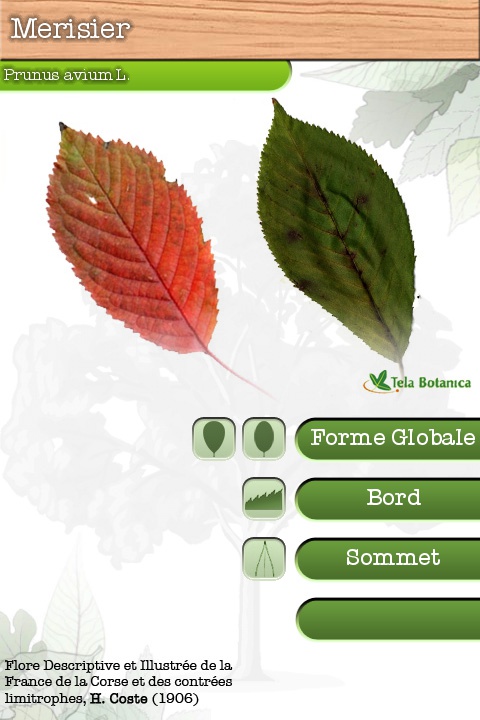 Merisier
Prunus avium L.
Tela Botanica
Forme Globale
Bord
Sommet
Flore Descriptive et Illustrée de la
France de la Corse et des contrées
limitrophes, H. Coste (1906)